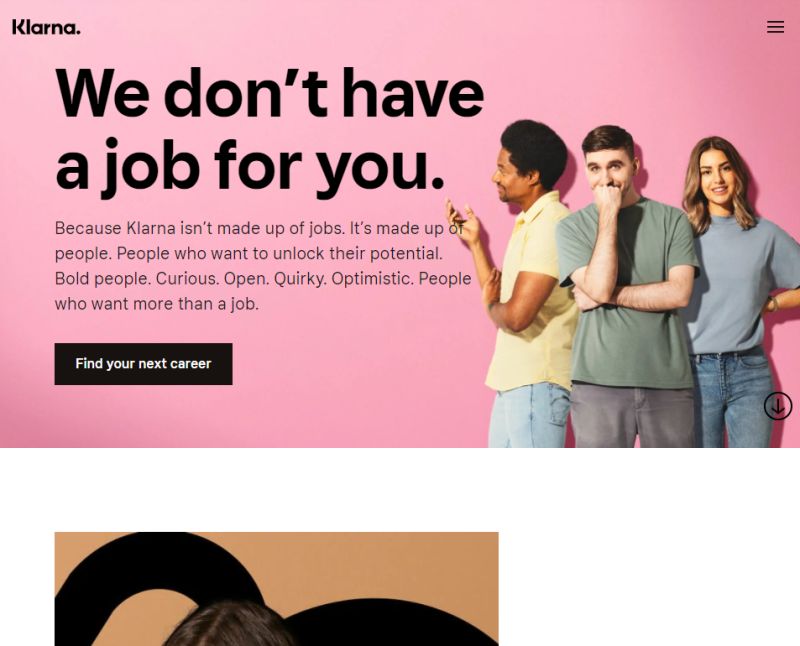 Klarna.
We don’t have
a job for you.
Because Klarna isn’t made up of jobs. It’s made up of
people. People who want to unlock their potential.
Bold people. Curious. Open. Quirky. Optimistic. People
who want more than a job.
Find your next career